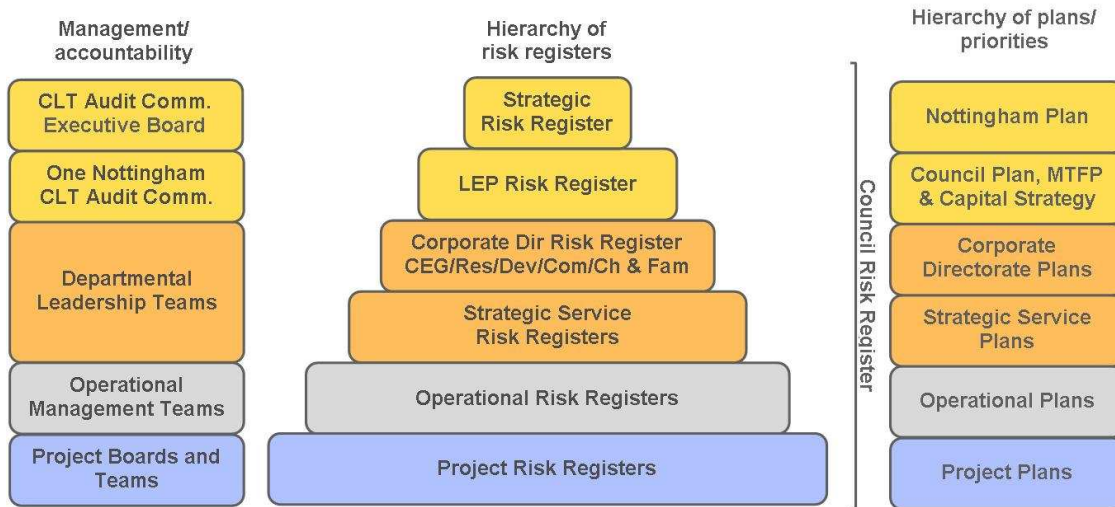 Management/
accountability
CLT Audit Comm.
Executive Board
One Nottingham
CLT Audit Comm.
Departmental
Leadership Teams
Operational
Management Teams
Project Boards and
Teams
Hierarchy of
risk registers
Strategic
Risk Register
LEP Risk Register
Corporate Dir Risk Register
CEG/Res/Dev/Com/Ch & Fam
Strategic Service
Risk Registers
Operational Risk Registers
Project Risk Registers
Council Risk Register
Hierarchy of plans/
priorities
Nottingham Plan
Council Plan, MTFP
& Capital Strategy
Corporate
Directorate Plans
Strategic Service
Plans
Operational Plans
Project Plans